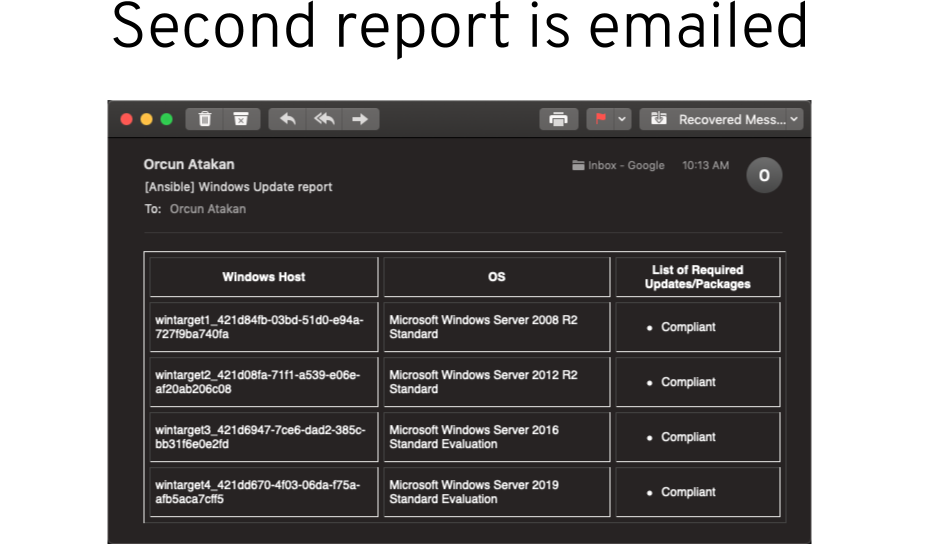 Second report is emailed
Recovered Mess...
Orcun Atakan
Inbox - Google 10:13 AM
O
[Ansible] Windows Update report
To: Orcun Atakan
Windows Host
OS
List of Required
Updates/Packages
wintarget1_421d84fb-03bd-51d0-e94a-
727f9ba740fa
Microsoft Windows Server 2008 R2
Standard
• Compliant
wintarget2_421d08fa-71f1-a539-e06e-
af20ab206c08
Microsoft Windows Server 2012 R2
Standard
• Compliant
wintarget3_421d6947-7ce6-dad2-385c-
bb31f6e0e2fd
Microsoft Windows Server 2016
Standard Evaluation
• Compliant
wintarget4_421dd670-4f03-06da-f75a-
afb5aca7cff5
Microsoft Windows Server 2019
Standard Evaluation
• Compliant